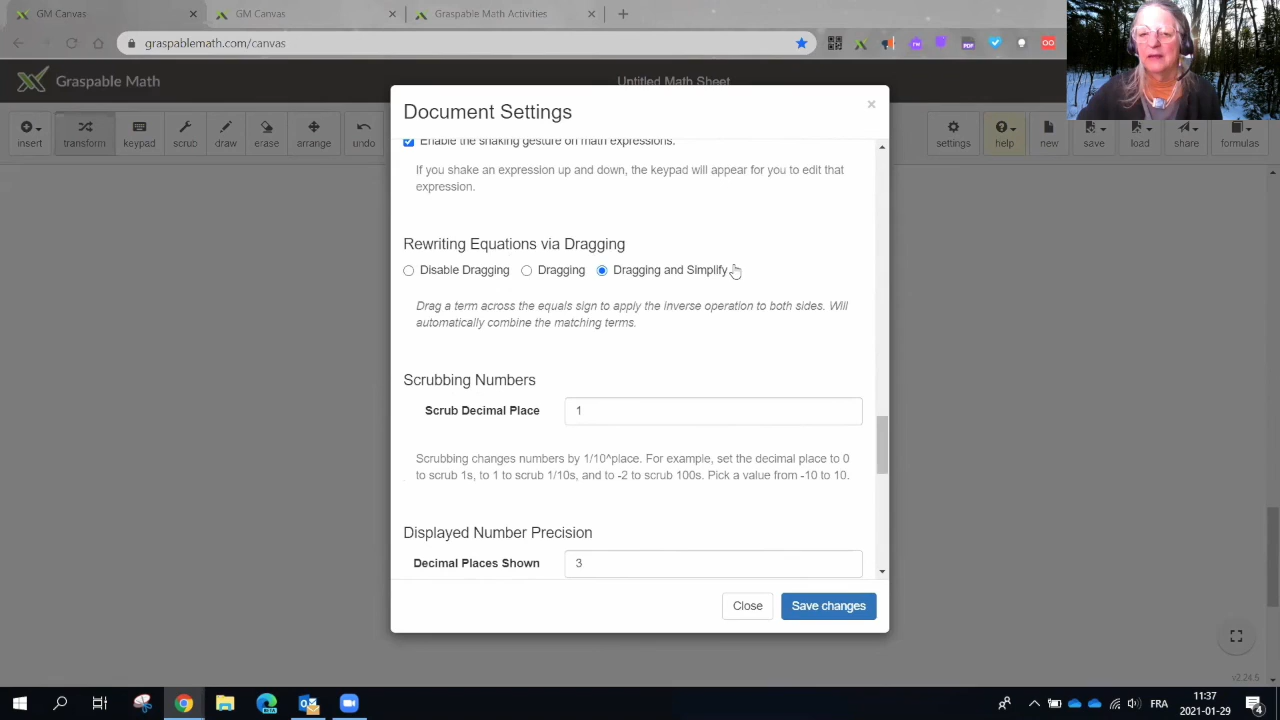 GM Canvas
GM Canvas
Graspable Math Activities
graspablemath.com/canvas
PDF
Graspable Math
Untitled Math Sheet
insert
transform
keypad
scrub
draw
erase
arrange
undo
settings
help
new
save
load
share
formulas
Document Settings
Enable the shaking gesture on math expressions.
If you shake an expression up and down, the keypad will appear for you to edit that
expression.
Rewriting Equations via Dragging
Disable Dragging
Dragging
Dragging and Simplify
Drag a term across the equals sign to apply the inverse operation to both sides. Will
automatically combine the matching terms.
Scrubbing Numbers
Scrub Decimal Place
1
Scrubbing changes numbers by 1/10^place. For example, set the decimal place to 0
to scrub 1s, to 1 to scrub 1/10s, and to -2 to scrub 100s. Pick a value from -10 to 10.
Displayed Number Precision
Decimal Places Shown
3
Close
Save changes
v2.24.5
BETA
FRA
11:37
2021-01-29
4